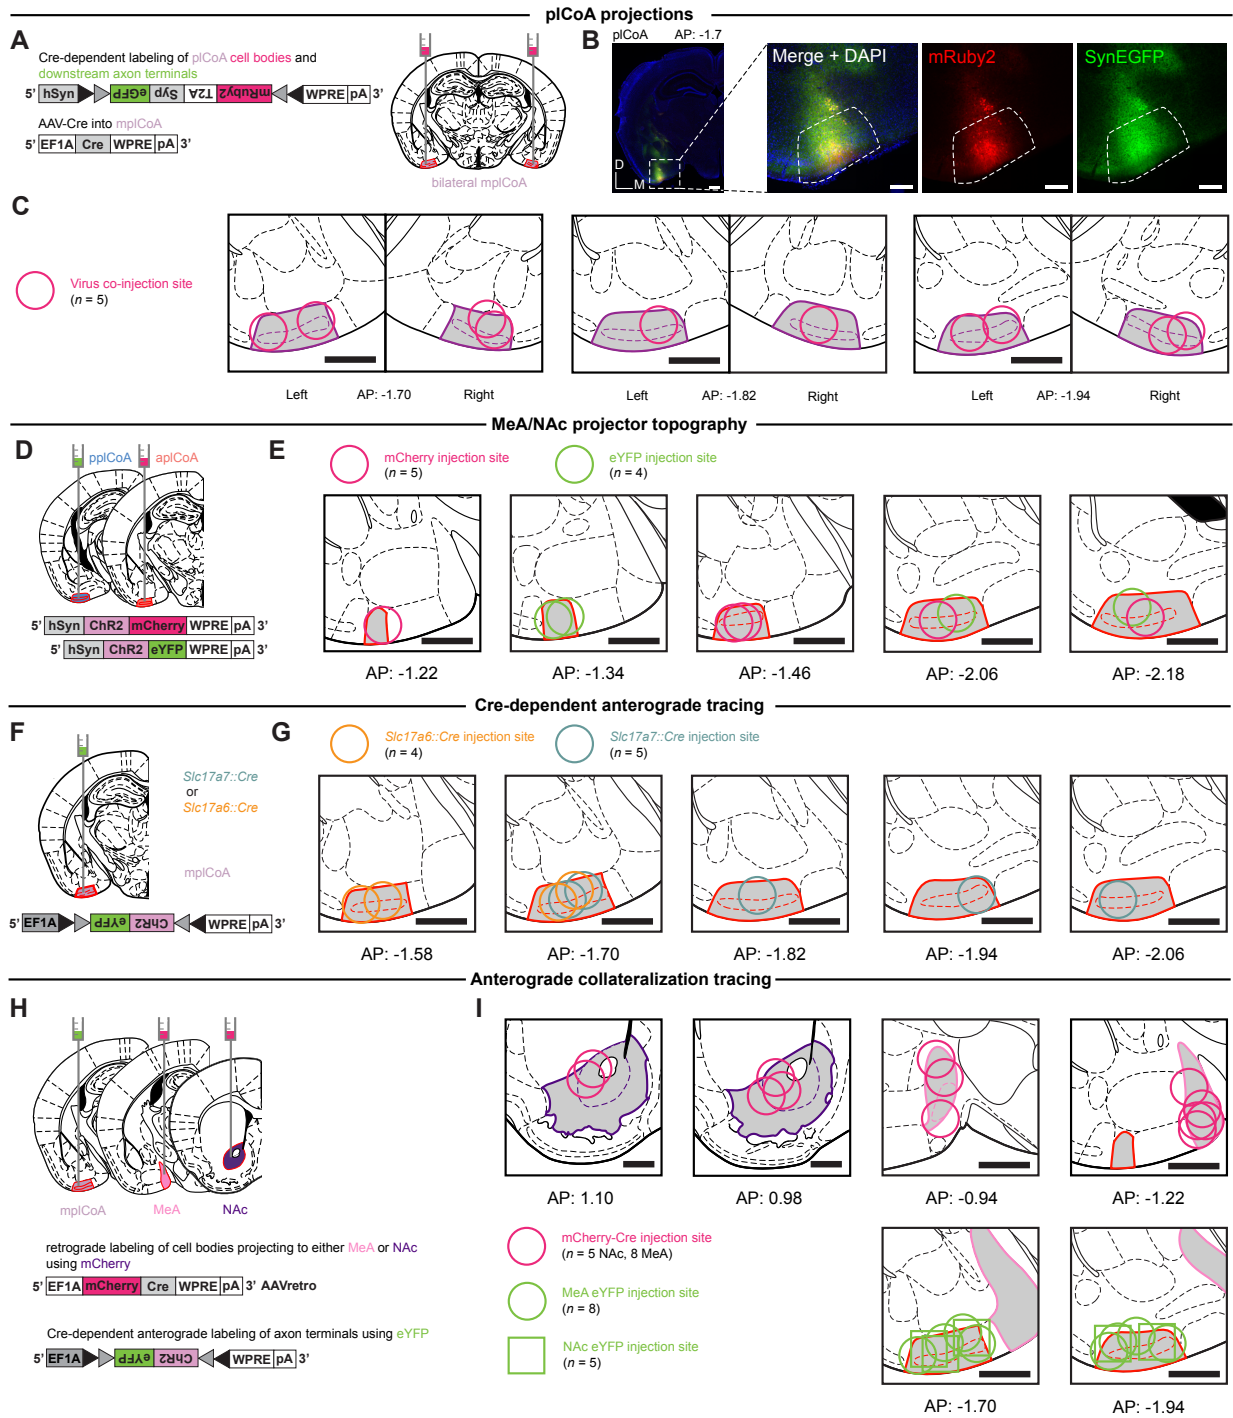 plCoA projections
A
Cre-dependent labeling of plCoA cell bodies and
downstream axon terminals
5' hSyn eGFP Syp T2A mRuby2 WPRE pA 3'
AAV-Cre into mplCoA
5' EF1A Cre WPRE pA 3'
bilateral mplCoA
B
plCoA AP: -1.7
D
M
Merge + DAPI
mRuby2
SynEGFP
C
Virus co-injection site
(n = 5)
Left AP: -1.70 Right
Left AP: -1.82 Right
Left AP: -1.94 Right
MeA/NAc projector topography
D
pplCoA aplCoA
5' hSyn ChR2 mCherry WPRE pA 3'
5' hSyn ChR2 eYFP WPRE pA 3'
E
mCherry injection site
(n = 5)
eYFP injection site
(n = 4)
AP: -1.22
AP: -1.34
AP: -1.46
AP: -2.06
AP: -2.18
Cre-dependent anterograde tracing
F
Slc17a7::Cre
or
Slc17a6::Cre
mplCoA
5' EF1A eYFP ChR2 WPRE pA 3'
G
Slc17a6::Cre injection site
(n = 4)
Slc17a7::Cre injection site
(n = 5)
AP: -1.58
AP: -1.70
AP: -1.82
AP: -1.94
AP: -2.06
Anterograde collateralization tracing
H
mplCoA MeA NAc
retrograde labeling of cell bodies projecting to either MeA or NAc
using mCherry
5' EF1A mCherry Cre WPRE pA 3' AAVretro
Cre-dependent anterograde labeling of axon terminals using eYFP
5' EF1A eYFP ChR2 WPRE pA 3'
I
AP: 1.10
AP: 0.98
AP: -0.94
AP: -1.22
mCherry-Cre injection site
(n = 5 NAc, 8 MeA)
MeA eYFP injection site
(n = 8)
NAc eYFP injection site
(n = 5)
AP: -1.70
AP: -1.94